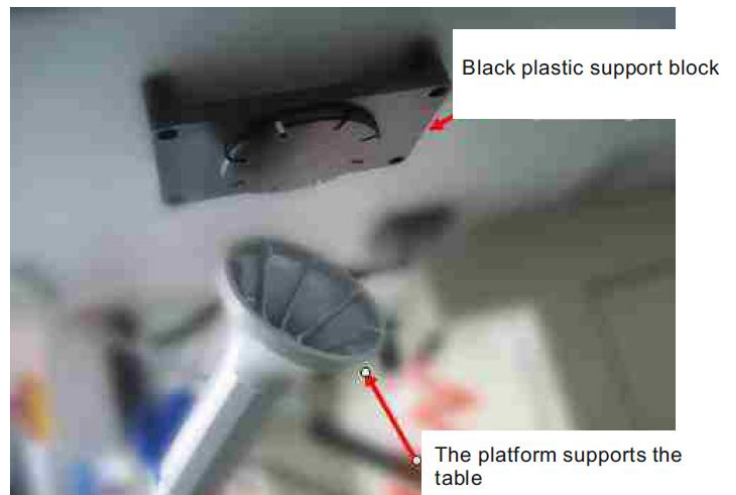 Black plastic support block
The platform supports the
table